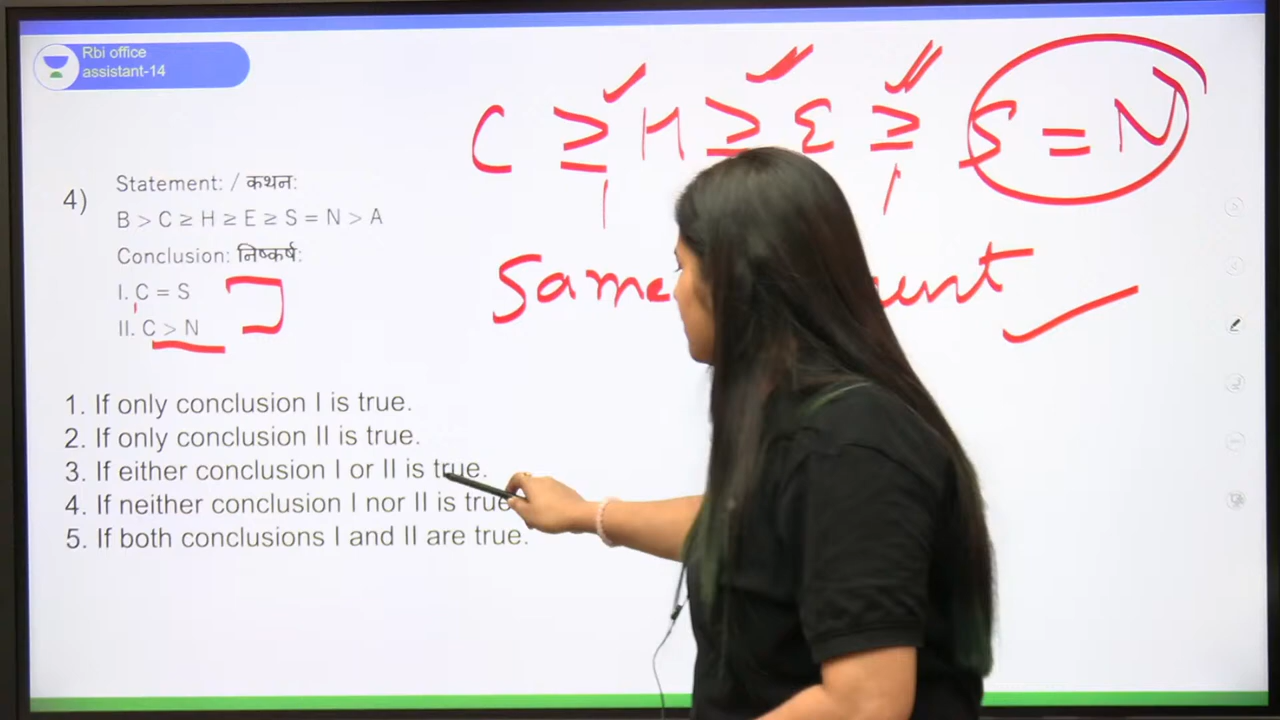 Rbi office
assistant-14
C ≥ H ≥ E ≥ S = N
4)
Statement: / कथन:
B > C ≥ H ≥ E ≥ S = N > A
Conclusion: निष्कर्ष:
I. C = S
II. C > N
Same
1. If only conclusion I is true.
2. If only conclusion II is true.
3. If either conclusion I or II is true.
4. If neither conclusion I nor II is true
5. If both conclusions I and II are true.